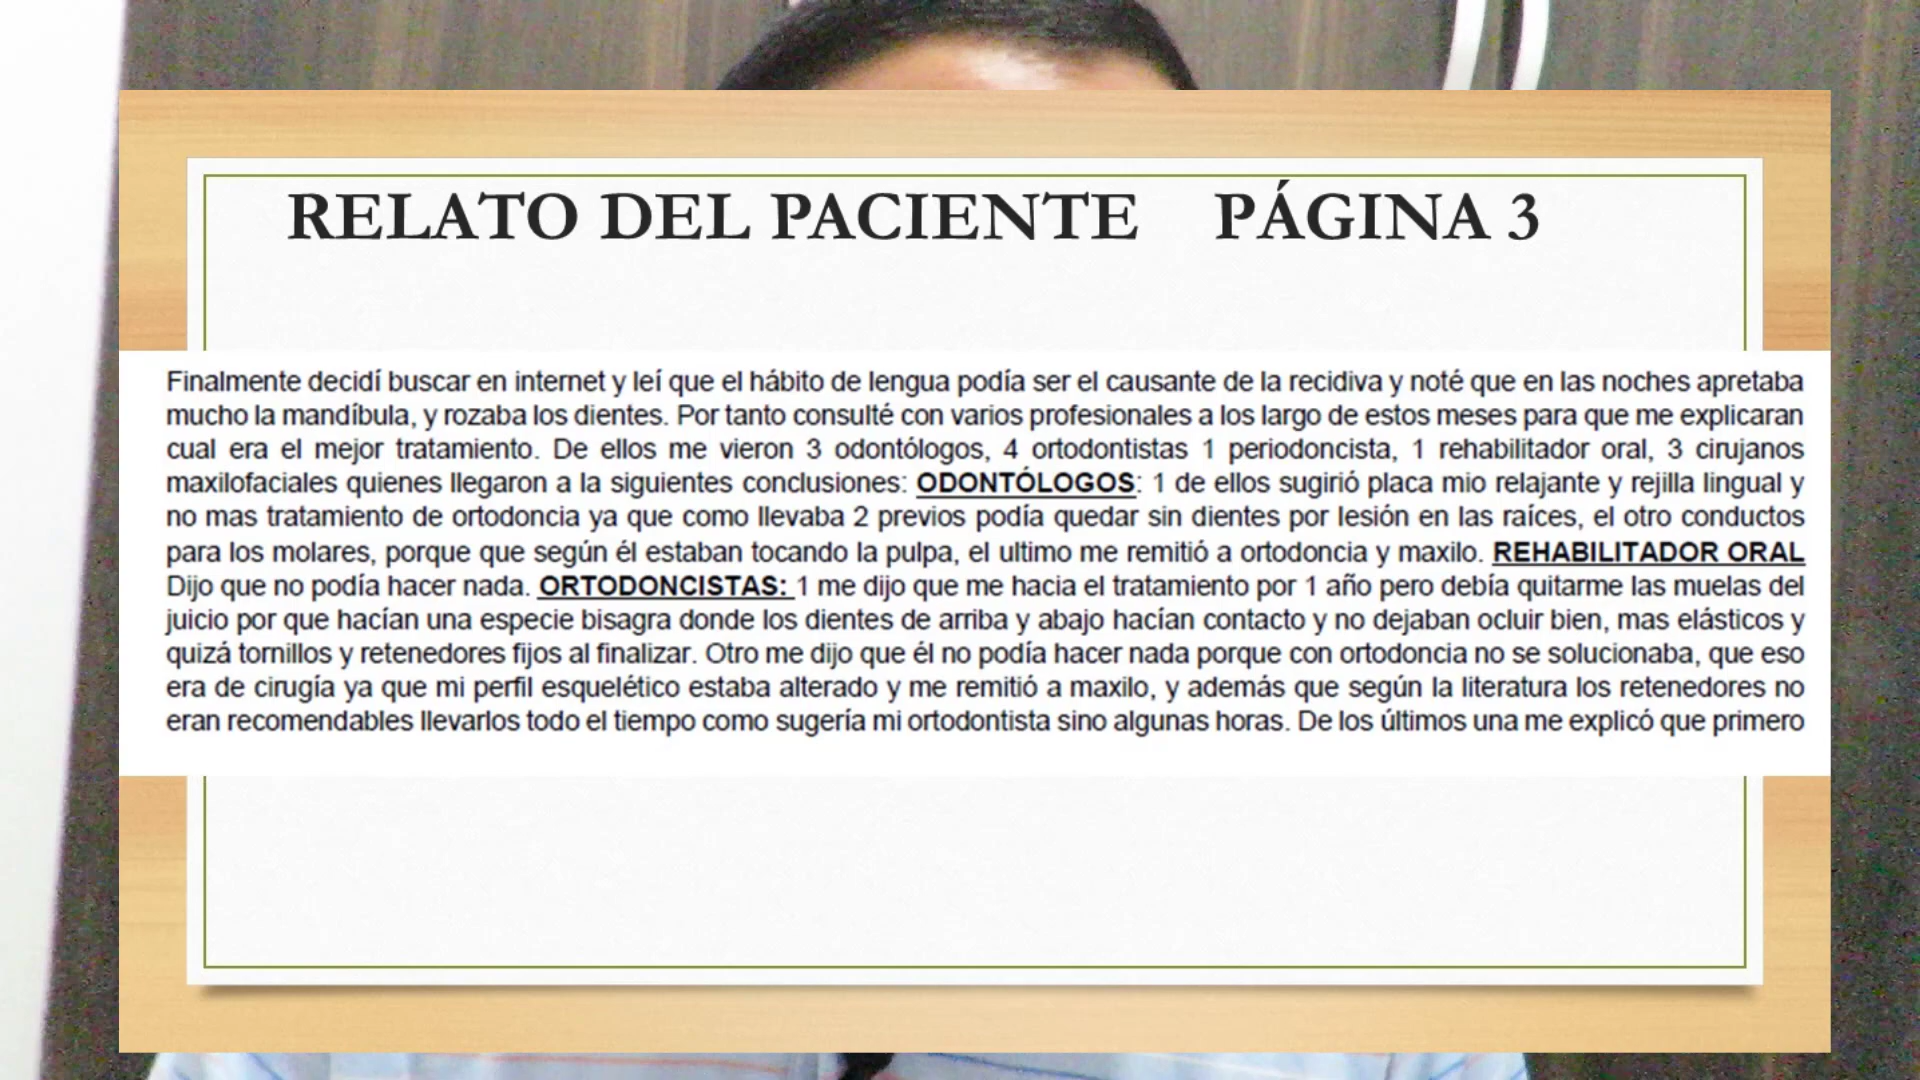 RELATO DEL PACIENTE PÁGINA 3
Finalmente decidí buscar en internet y leí que el hábito de lengua podía ser el causante de la recidiva y noté que en las noches apretaba
mucho la mandíbula, y rozaba los dientes. Por tanto consulté con varios profesionales a los largo de estos meses para que me explicaran
cual era el mejor tratamiento. De ellos me vieron 3 odontólogos, 4 ortodontistas 1 periodoncista, 1 rehabilitador oral, 3 cirujanos
maxilofaciales quienes llegaron a la siguientes conclusiones: ODONTÓLOGOS: 1 de ellos sugirió placa mio relajante y rejilla lingual y
no mas tratamiento de ortodoncia ya que como llevaba 2 previos podía quedar sin dientes por lesión en las raíces, el otro conductos
para los molares, porque que según él estaban tocando la pulpa, el ultimo me remitió a ortodoncia y maxilo. REHABILITADOR ORAL
Dijo que no podía hacer nada. ORTODONCISTAS: 1 me dijo que me hacia el tratamiento por 1 año pero debía quitarme las muelas del
juicio por que hacían una especie bisagra donde los dientes de arriba y abajo hacían contacto y no dejaban ocluir bien, mas elásticos y
quizá tornillos y retenedores fijos al finalizar. Otro me dijo que él no podía hacer nada porque con ortodoncia no se solucionaba, que eso
era de cirugía ya que mi perfil esquelético estaba alterado y me remitió a maxilo, y además que según la literatura los retenedores no
eran recomendables llevarlos todo el tiempo como sugería mi ortodontista sino algunas horas. De los últimos una me explicó que primero